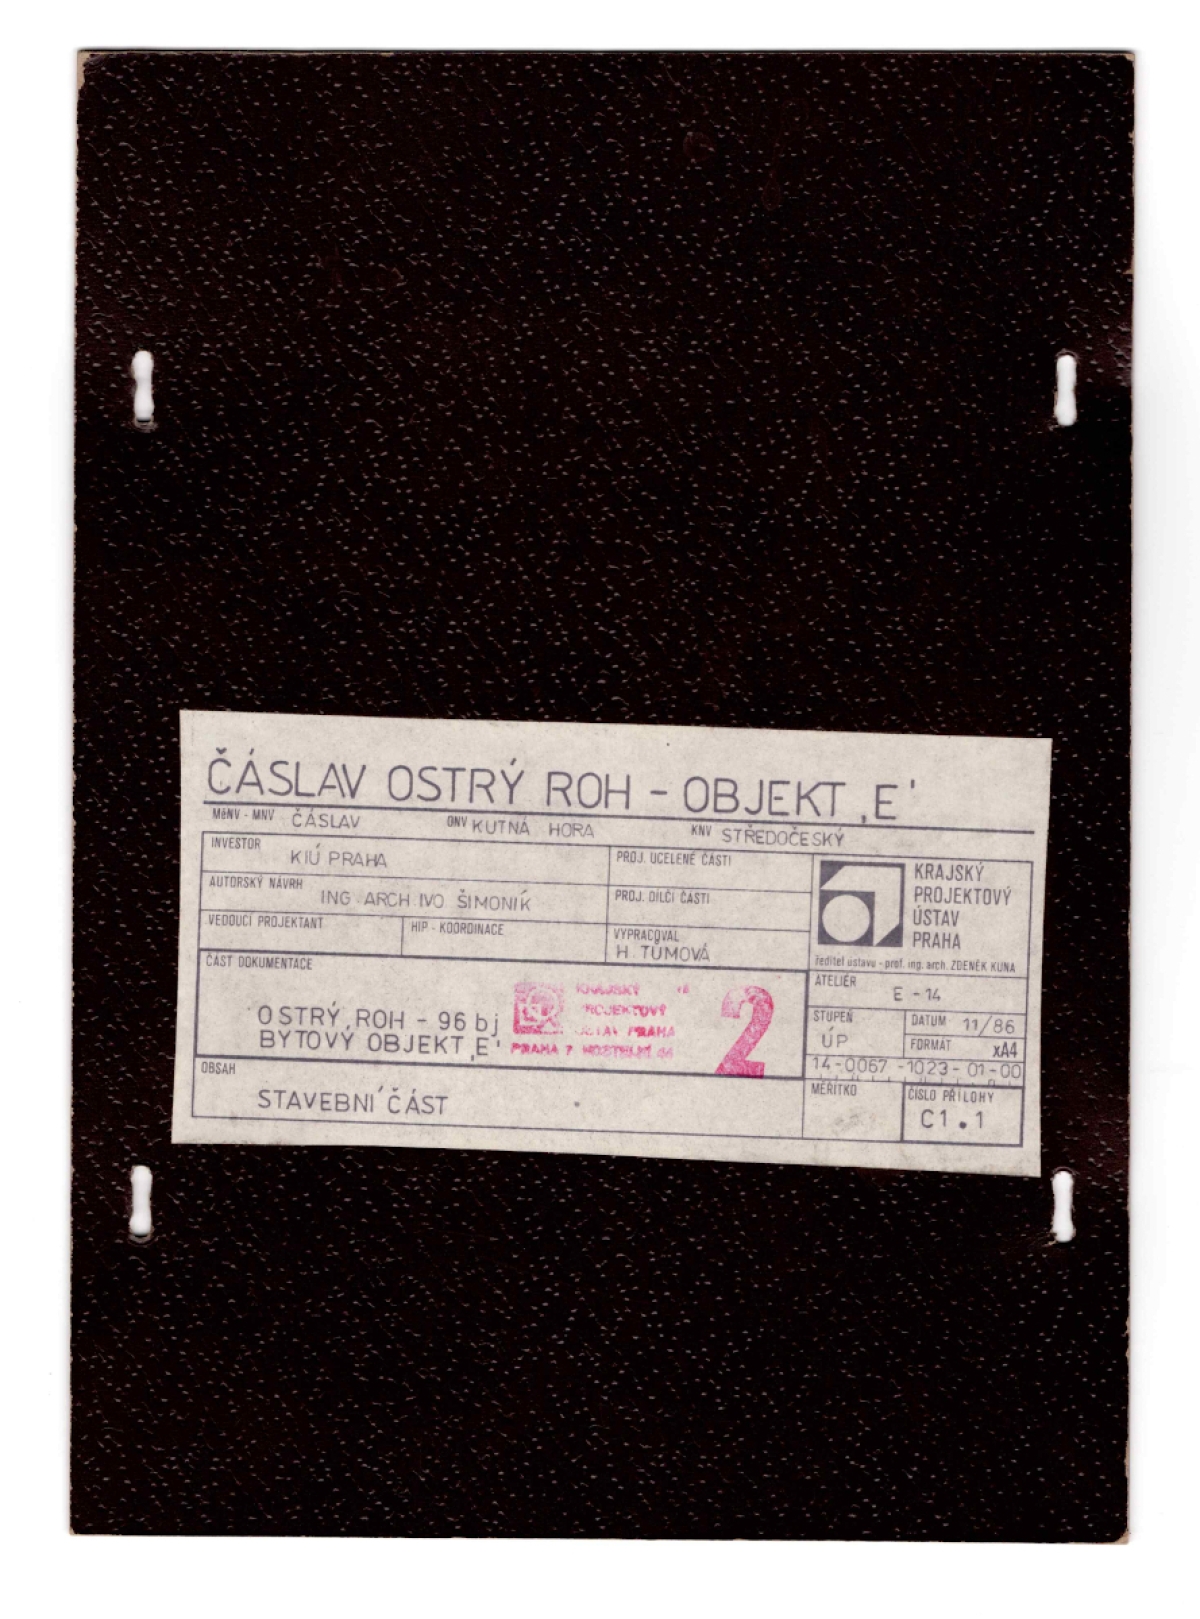 ČÁSLAV OSTRÝ ROH - OBJEKT ‚E'
MěNV - MNV ČÁSLAV ONV KUTNÁ HORA KNV STŘEDOČESKÝ
INVESTOR KIÚ PRAHA
PROJ. UCELENÉ ČÁSTI
AUTORSKÝ NÁVRH ING ARCH IVO ŠIMONÍK
PROJ. DÍLČÍ ČÁSTI
VEDOUCÍ PROJEKTANT
HIP - KOORDINACE
VYPRACOVAL
H. TUMOVÁ
KRAJSKÝ
PROJEKTOVÝ
ÚSTAV
PRAHA
ředitel ústavu - prof. ing. arch. ZDENĚK KUNA
ČÁST DOKUMENTACE
OSTRÝ ROH - 96 bj
BYTOVÝ OBJEKT ‚E'
KRAJSKÝ
PROJEKTOVÝ
ÚSTAV PRAHA
PRAHA 7
2
ATELIÉR
E - 14
STUPEŇ
ÚP
DATUM 11/86
FORMÁT xA4
14-0067-1023-01-00
OBSAH
STAVEBNÍ ČÁST
MĚŘÍTKO
ČÍSLO PŘÍLOHY
C1.1